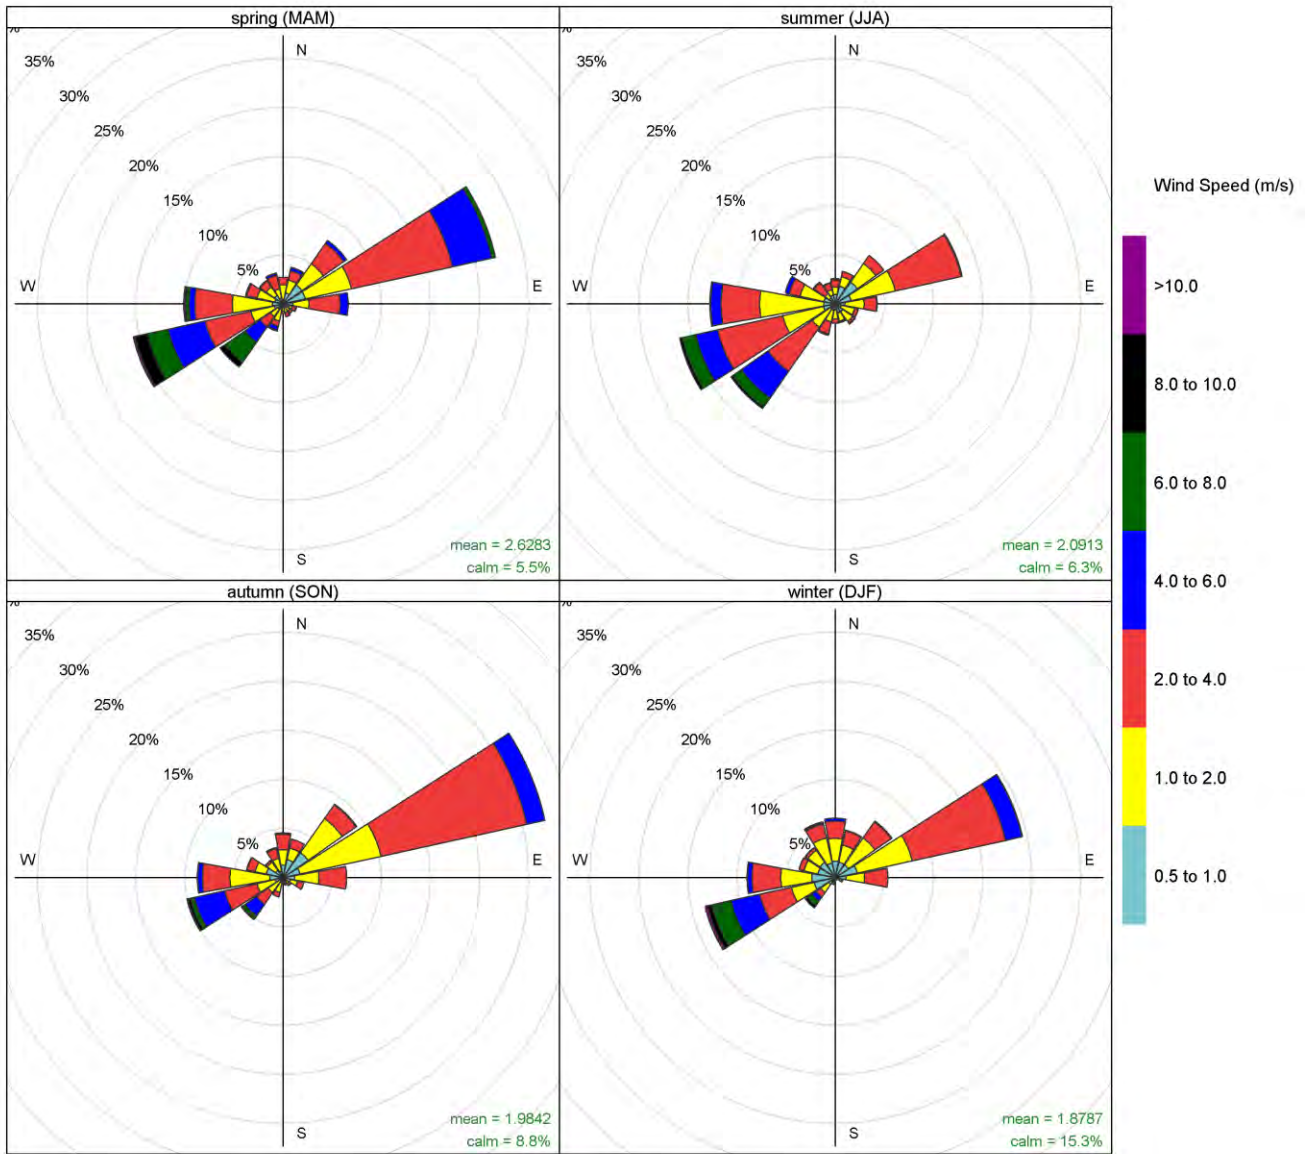 spring (MAM)
%
N
35%
30%
25%
20%
15%
10%
5%
W
E
S
mean = 2.6283
calm = 5.5%
summer (JJA)
%
N
35%
30%
25%
20%
15%
10%
5%
W
E
S
mean = 2.0913
calm = 6.3%
autumn (SON)
%
N
35%
30%
25%
20%
15%
10%
5%
W
E
S
mean = 1.9842
calm = 8.8%
winter (DJF)
%
N
35%
30%
25%
20%
15%
10%
5%
W
E
S
mean = 1.8787
calm = 15.3%
Wind Speed (m/s)
>10.0
8.0 to 10.0
6.0 to 8.0
4.0 to 6.0
2.0 to 4.0
1.0 to 2.0
0.5 to 1.0